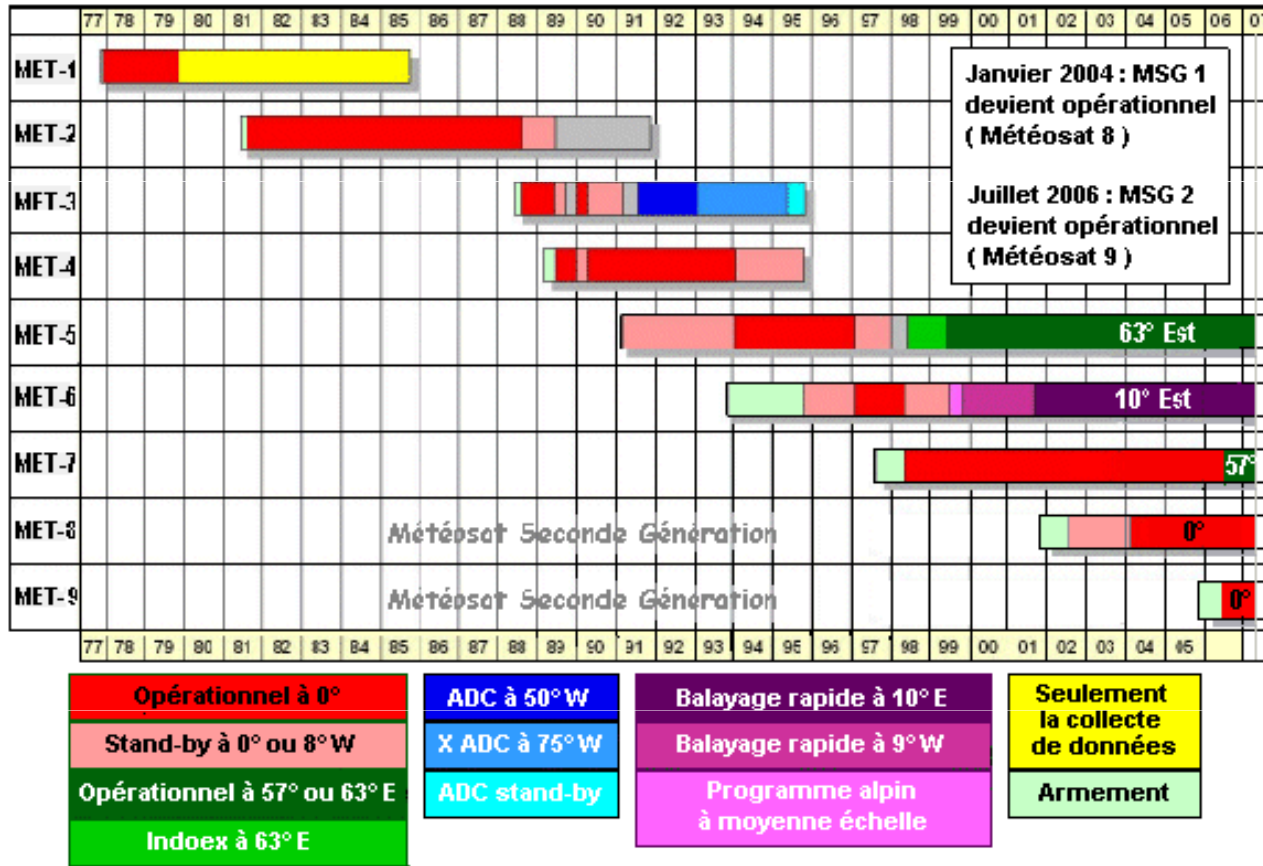 77 78 79 80 81 82 83 84 85 86 87 88 89 90 91 92 93 94 95 96 97 98 99 00 01 02 03 04 05 06 07
MET-1
Janvier 2004 : MSG 1
devient opérationnel
( Météosat 8 )
Juillet 2006 : MSG 2
devient opérationnel
( Météosat 9 )
MET-2
MET-3
MET-4
MET-5
63° Est
MET-6
10° Est
MET-7
57°
MET-8
Météosat Seconde Génération
0°
MET-9
Météosat Seconde Génération
0°
77 78 79 80 81 82 83 84 85 86 87 88 89 90 91 92 93 94 95 96 97 98 99 00 01 02 03 04 05
Opérationnel à 0°
Stand-by à 0° ou 8° W
Opérationnel à 57° ou 63° E
Indoex à 63° E
ADC à 50° W
X ADC à 75° W
ADC stand-by
Balayage rapide à 10° E
Balayage rapide à 9° W
Programme alpin
à moyenne échelle
Seulement
la collecte
de données
Armement